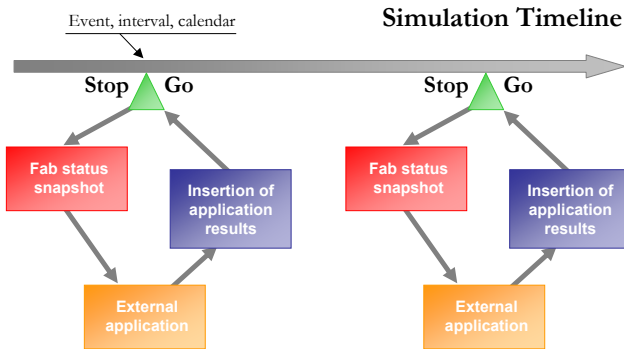 Simulation Timeline
Event, interval, calendar
Stop Go
Stop Go
Fab status
snapshot
Insertion of
application
results
External
application
Fab status
snapshot
Insertion of
application
results
External
application